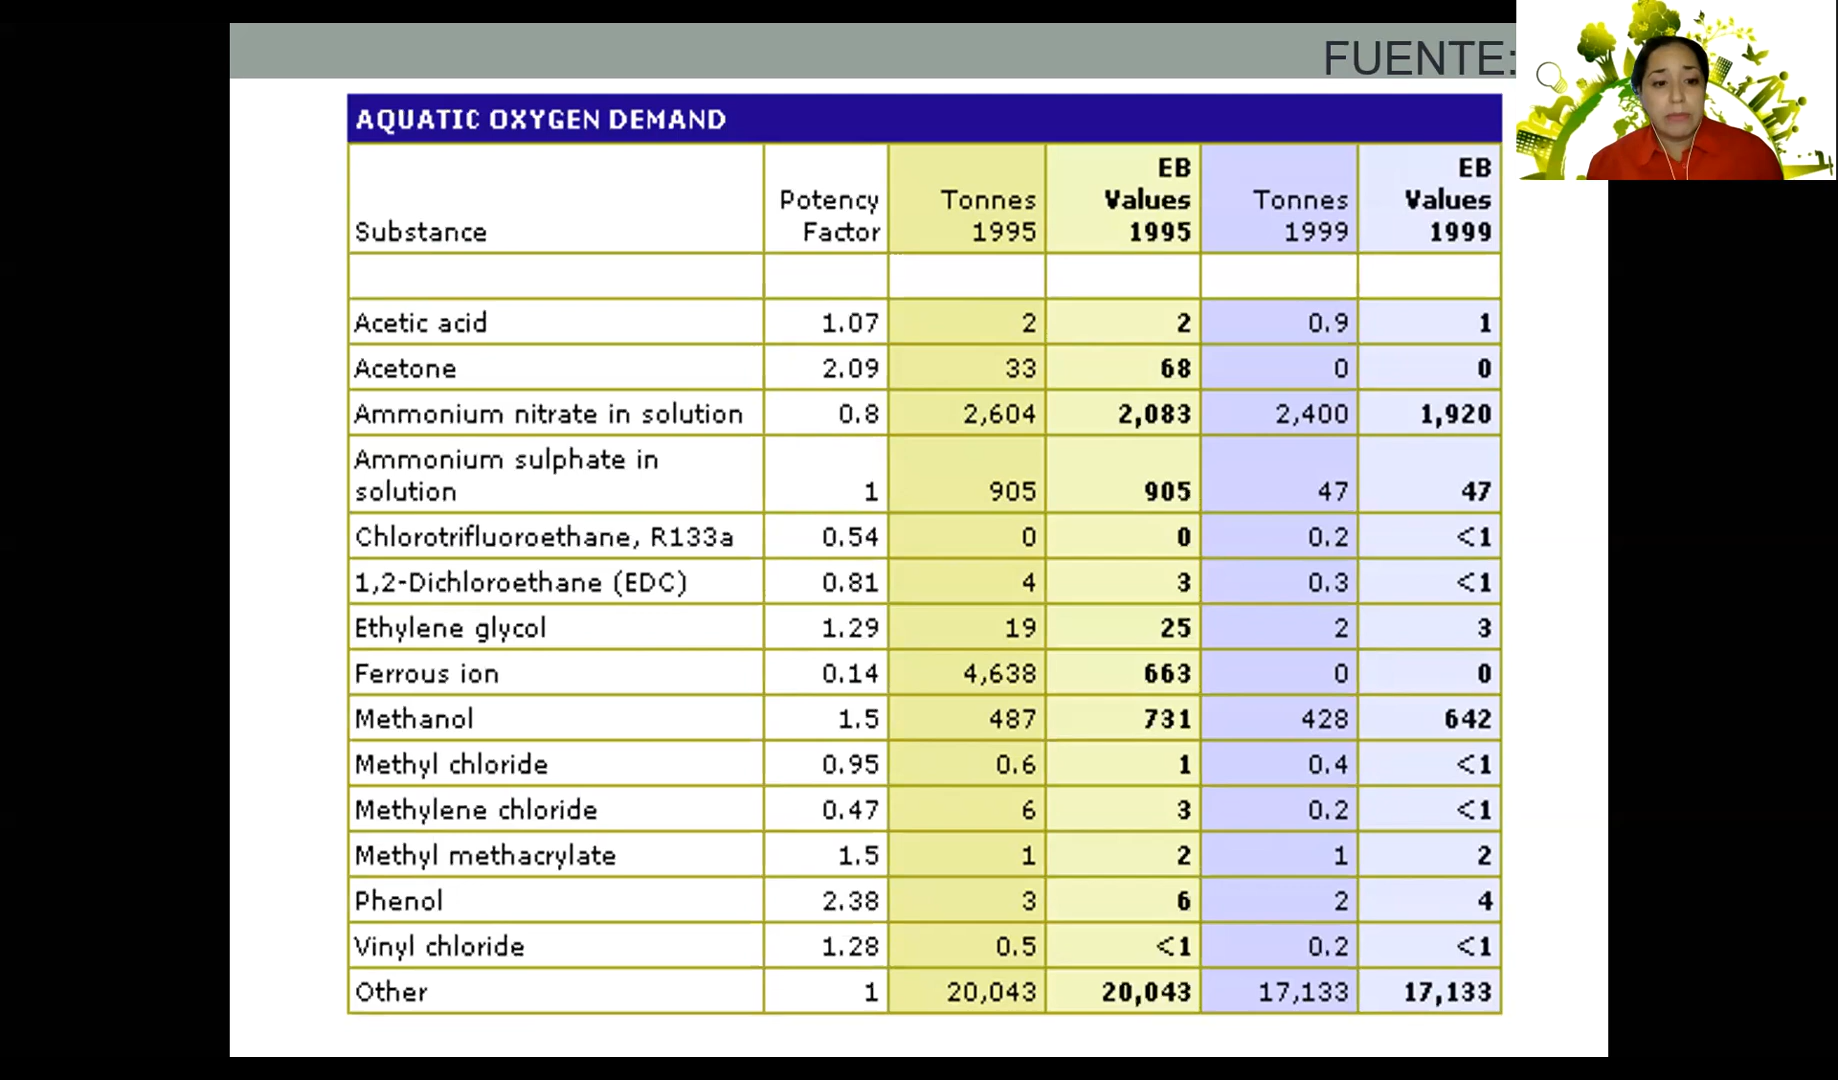 FUENTE:
AQUATIC OXYGEN DEMAND
Substance Potency Factor Tonnes 1995 EB Values 1995 Tonnes 1999 EB Values 1999
Acetic acid 1.07 2 2 0.9 1
Acetone 2.09 33 68 0 0
Ammonium nitrate in solution 0.8 2,604 2,083 2,400 1,920
Ammonium sulphate in solution 1 905 905 47 47
Chlorotrifluoroethane, R133a 0.54 0 0 0.2 <1
1,2-Dichloroethane (EDC) 0.81 4 3 0.3 <1
Ethylene glycol 1.29 19 25 2 3
Ferrous ion 0.14 4,638 663 0 0
Methanol 1.5 487 731 428 642
Methyl chloride 0.95 0.6 1 0.4 <1
Methylene chloride 0.47 6 3 0.2 <1
Methyl methacrylate 1.5 1 2 1 2
Phenol 2.38 3 6 2 4
Vinyl chloride 1.28 0.5 <1 0.2 <1
Other 1 20,043 20,043 17,133 17,133